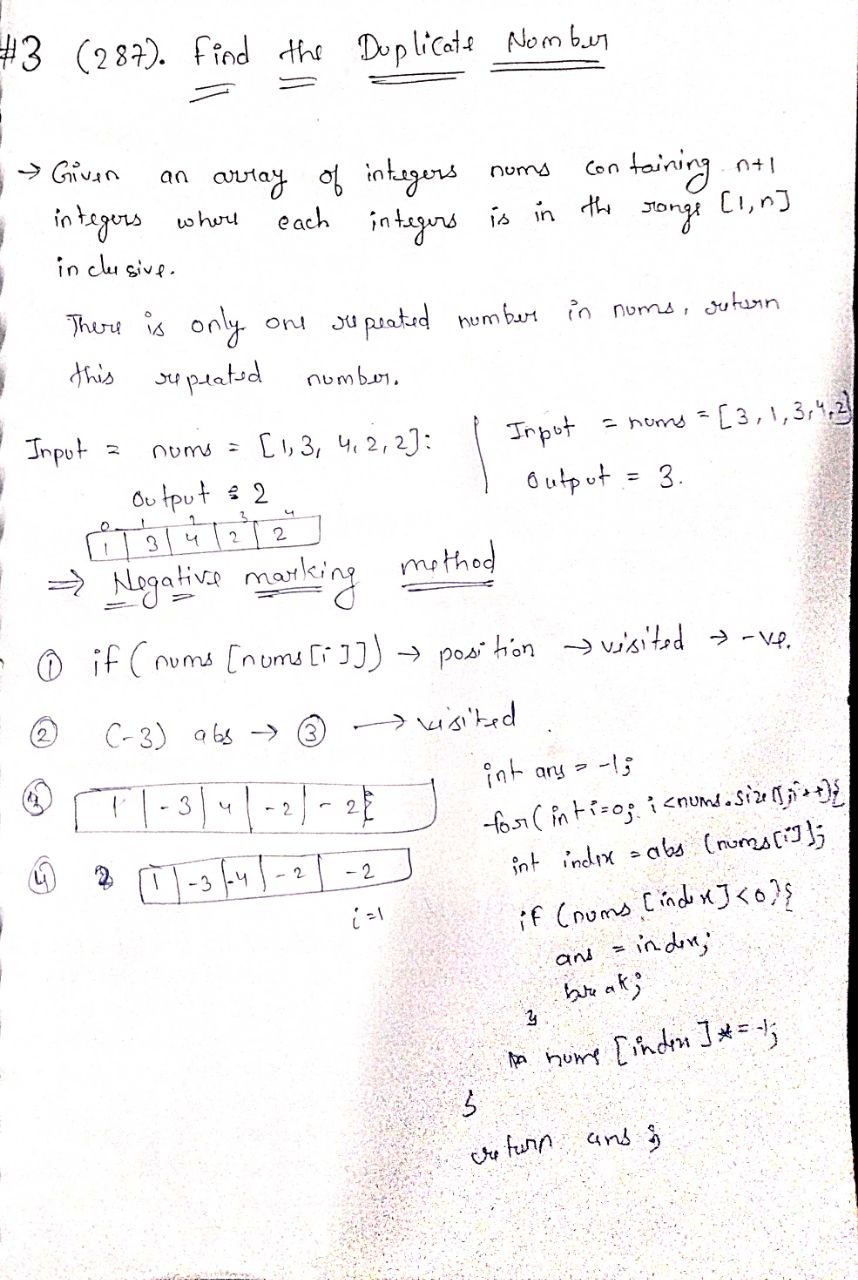 #3 (287). Find the Duplicate Number
→ Given an array of integers nums containing n+1
integers where each integers is in the range [1,n]
inclusive.
There is only one repeated number in nums, return
this repeated number.
Input = nums = [1,3, 4,2,2]:
Output = 2
Input = nums = [3,1,3,4,2]
Output = 3.
0 1 2 3 4
1 | 3 | 4 | 2 | 2
⇒ Negative marking method
① if (nums [nums[i]]) → position → visited → -ve.
② (-3) abs → ③ → visited
③ 1 | -3 | 4 | -2 | -2
④ 2 1 | -3 | -4 | -2 | -2
i=1
int ans = -1;
for(int i=0; i<nums.size(); i++){
int index = abs (nums[i]);
if (nums [index]<0){
ans = index;
break;
}
nums [index] *= -1;
}
return ans;